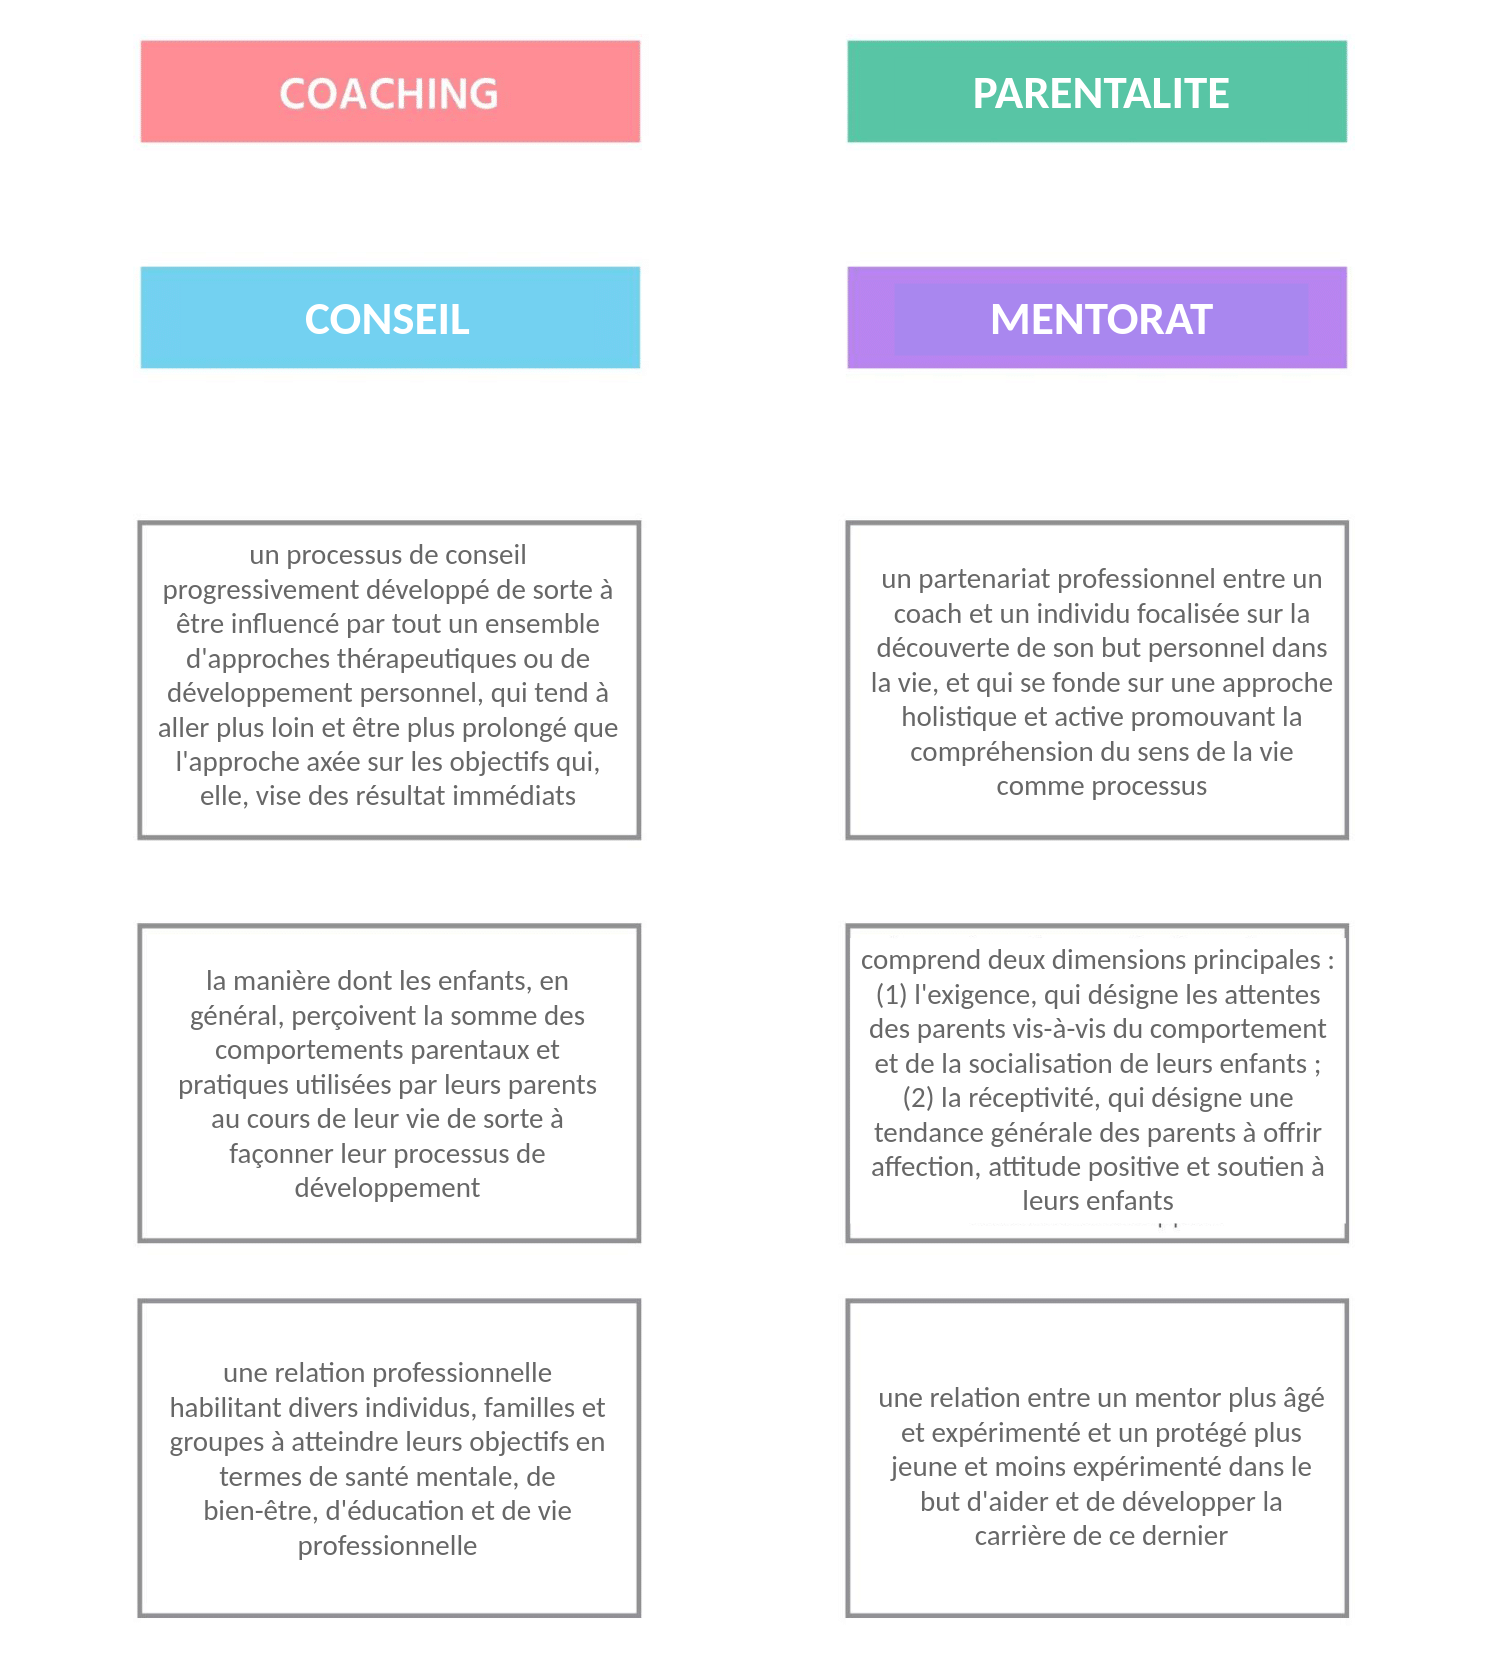 COACHING
PARENTALITE
CONSEIL
MENTORAT
un processus de conseil
progressivement développé de sorte à
être influencé par tout un ensemble
d'approches thérapeutiques ou de
développement personnel, qui tend à
aller plus loin et être plus prolongé que
l'approche axée sur les objectifs qui,
elle, vise des résultat immédiats
un partenariat professionnel entre un
coach et un individu focalisée sur la
découverte de son but personnel dans
la vie, et qui se fonde sur une approche
holistique et active promouvant la
compréhension du sens de la vie
comme processus
la manière dont les enfants, en
général, perçoivent la somme des
comportements parentaux et
pratiques utilisées par leurs parents
au cours de leur vie de sorte à
façonner leur processus de
développement
comprend deux dimensions principales :
(1) l'exigence, qui désigne les attentes
des parents vis-à-vis du comportement
et de la socialisation de leurs enfants ;
(2) la réceptivité, qui désigne une
tendance générale des parents à offrir
affection, attitude positive et soutien à
leurs enfants
une relation professionnelle
habilitant divers individus, familles et
groupes à atteindre leurs objectifs en
termes de santé mentale, de
bien-être, d'éducation et de vie
professionnelle
une relation entre un mentor plus âgé
et expérimenté et un protégé plus
jeune et moins expérimenté dans le
but d'aider et de développer la
carrière de ce dernier